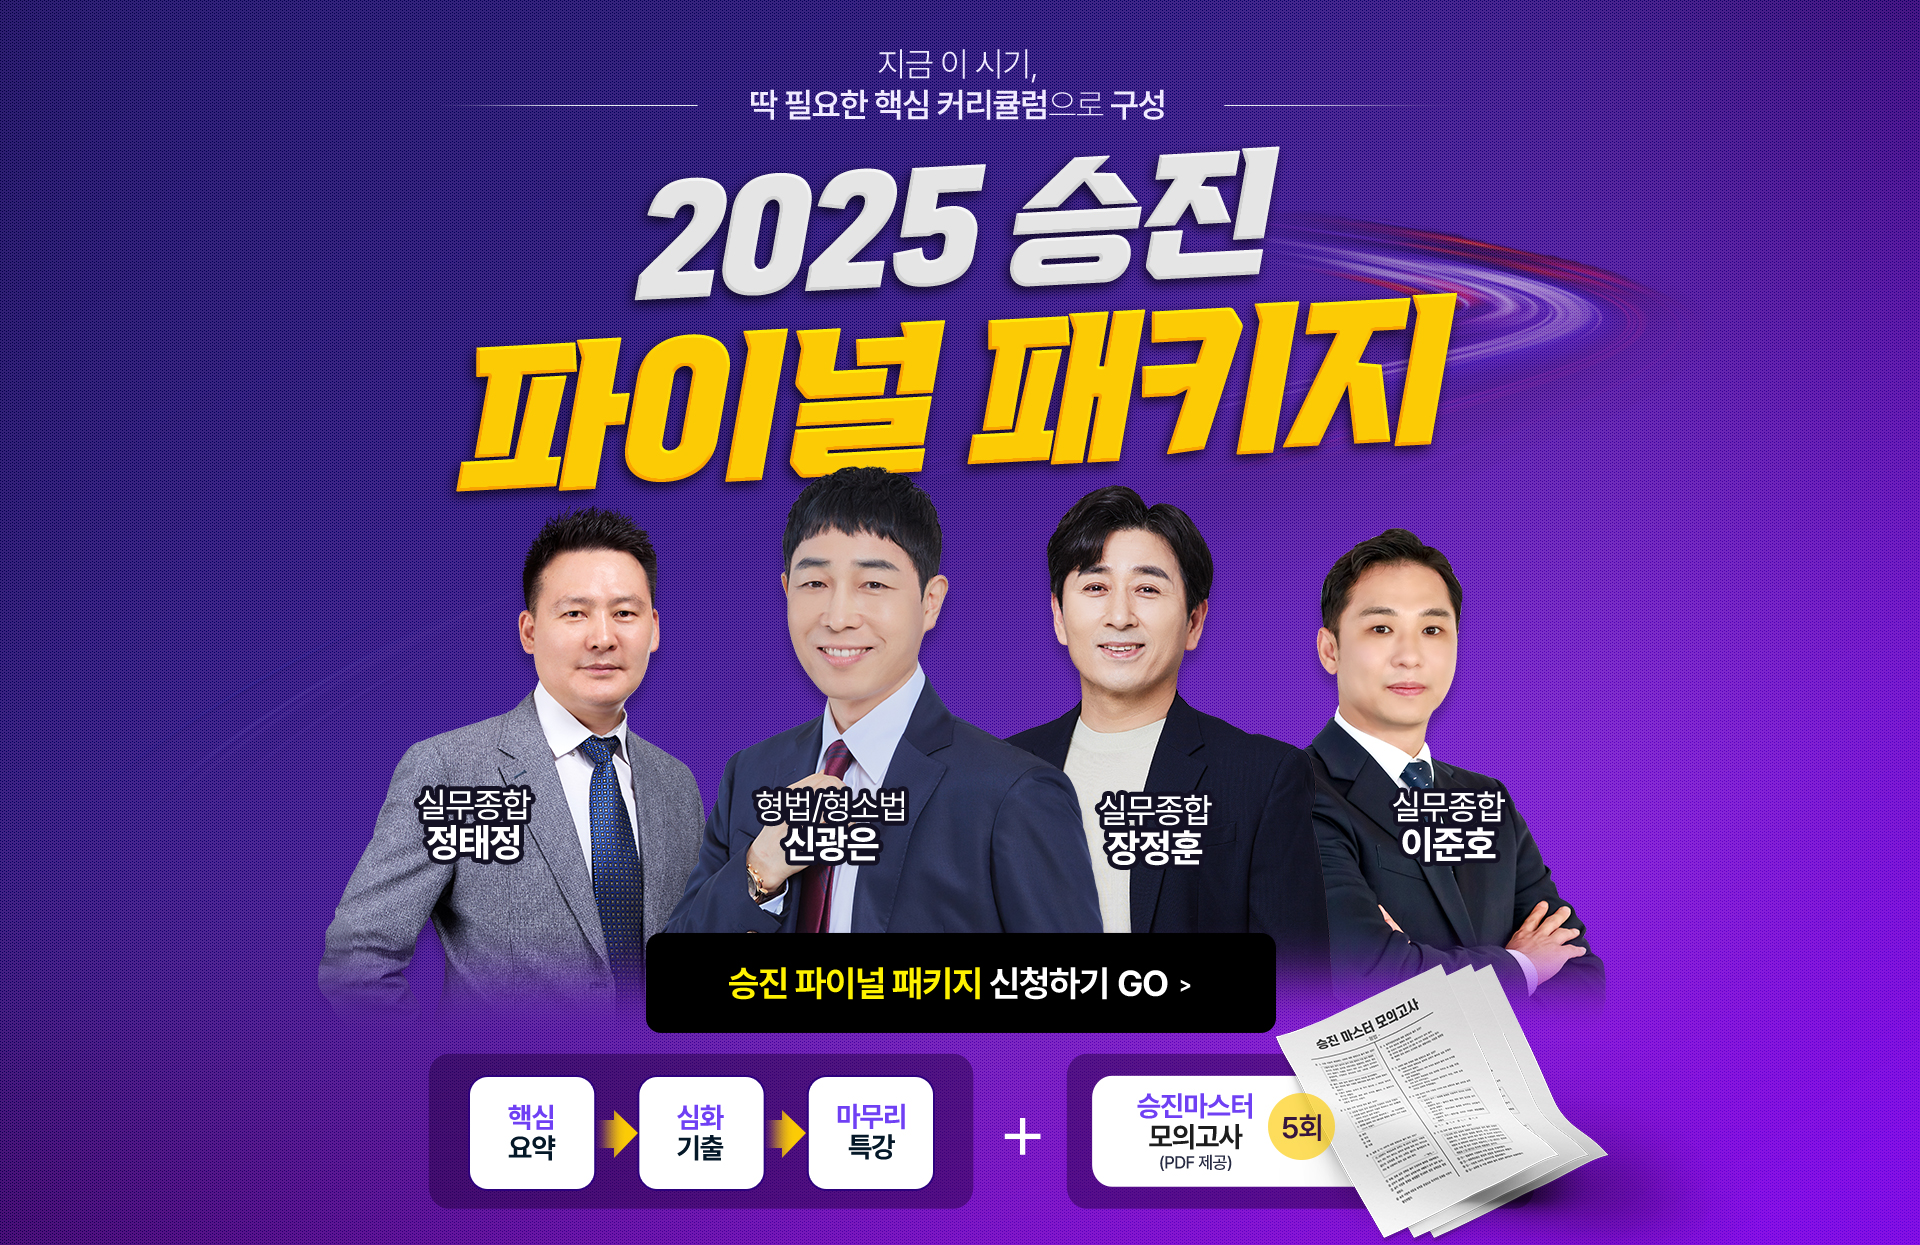 지금 이 시기,
딱 필요한 핵심 커리큘럼으로 구성
2025 승진
파이널 패키지
실무종합
정태정
형법/형소법
신광은
실무종합
장정훈
실무종합
이준호
승진 파이널 패키지 신청하기 GO >
핵심
요약
심화
기출
마무리
특강
+
승진마스터
모의고사
(PDF 제공)
5회
승진 마스터 모의고사